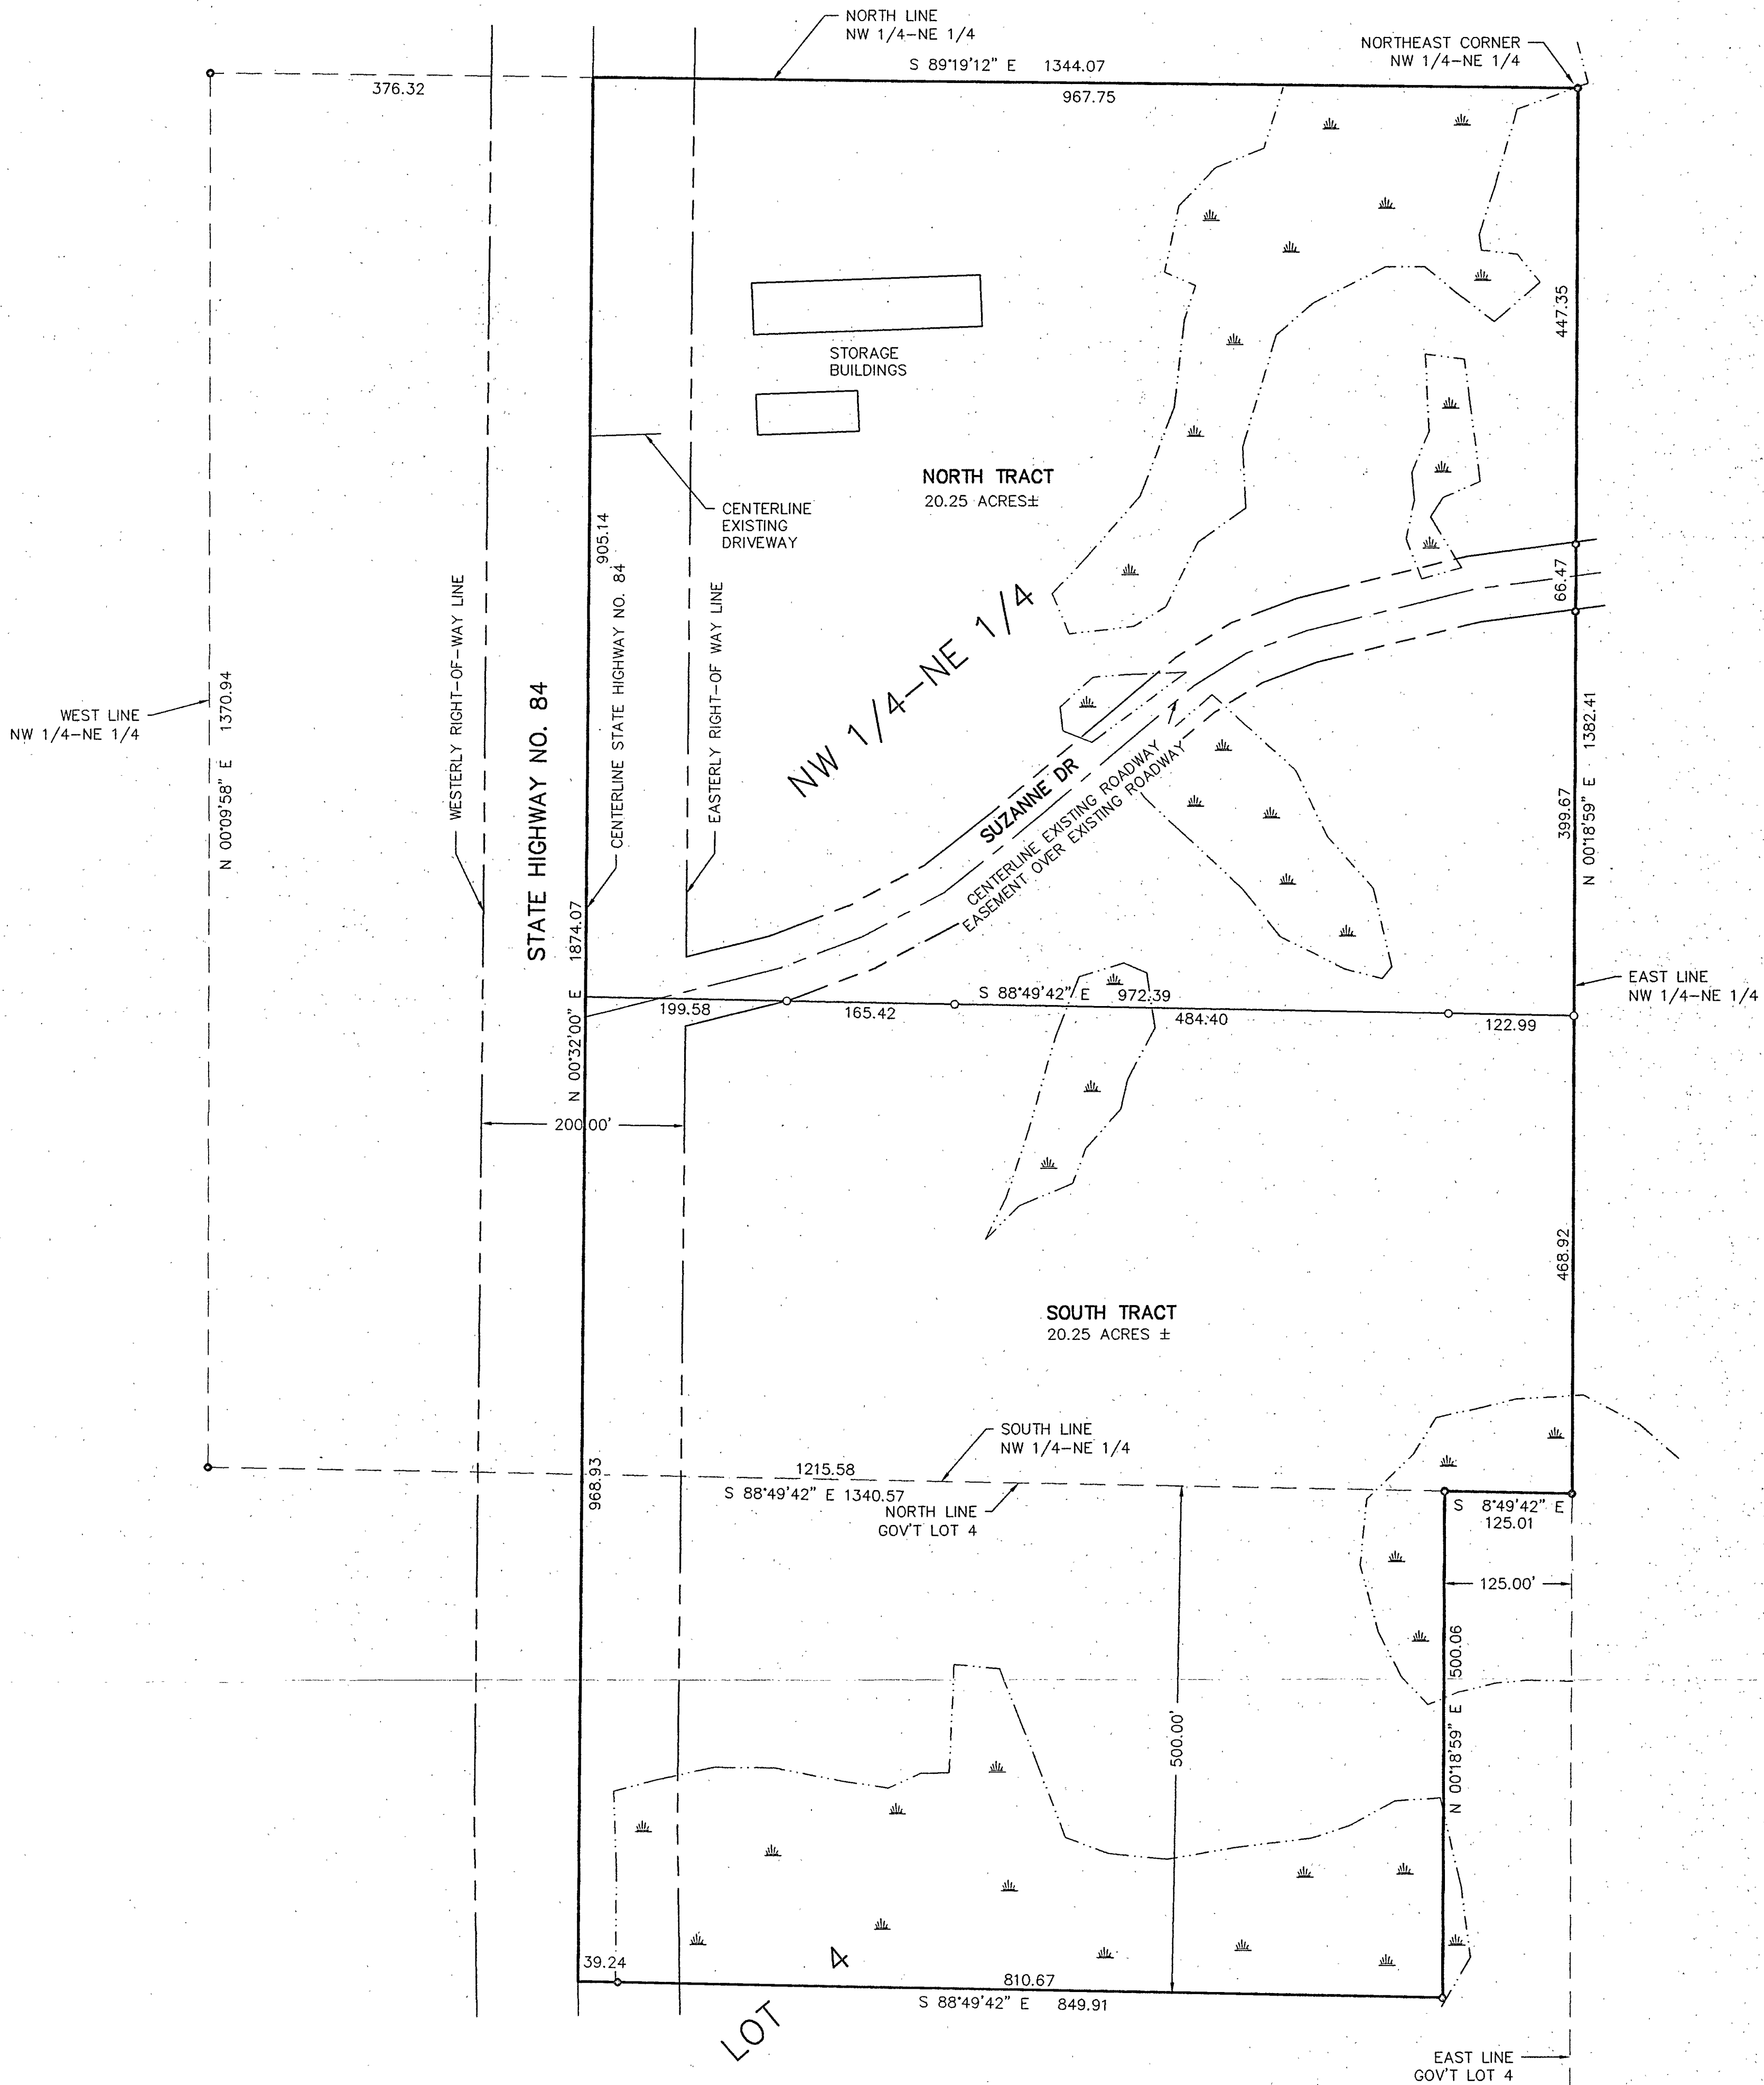 NORTH LINE
NW 1/4-NE 1/4
NORTHEAST CORNER
NW 1/4-NE 1/4
S 89°19'12" E 1344.07
376.32
967.75
447.35
STORAGE
BUILDINGS
NORTH TRACT
20.25 ACRES±
CENTERLINE
EXISTING
DRIVEWAY
905.14
66.47
WESTERLY RIGHT-OF-WAY LINE
CENTERLINE STATE HIGHWAY NO. 84
EASTERLY RIGHT-OF WAY LINE
STATE HIGHWAY NO. 84
NW 1/4-NE 1/4
WEST LINE
NW 1/4-NE 1/4
N 00°09'58" E 1370.94
SUZANNE DR
CENTERLINE EXISTING ROADWAY
EASEMENT OVER EXISTING ROADWAY
399.67
N 00°18'59" E 1382.41
EAST LINE
NW 1/4-NE 1/4
N 00°32'00" E 1874.07
S 88°49'42" E 972.39
199.58
165.42
484.40
122.99
200.00'
468.92
SOUTH TRACT
20.25 ACRES ±
SOUTH LINE
NW 1/4-NE 1/4
1215.58
S 88°49'42" E 1340.57
NORTH LINE
GOV'T LOT 4
968.93
S 8°49'42" E
125.01
125.00'
N 00°18'59" E 500.06
500.00'
39.24
810.67
S 88°49'42" E 849.91
LOT 4
EAST LINE
GOV'T LOT 4